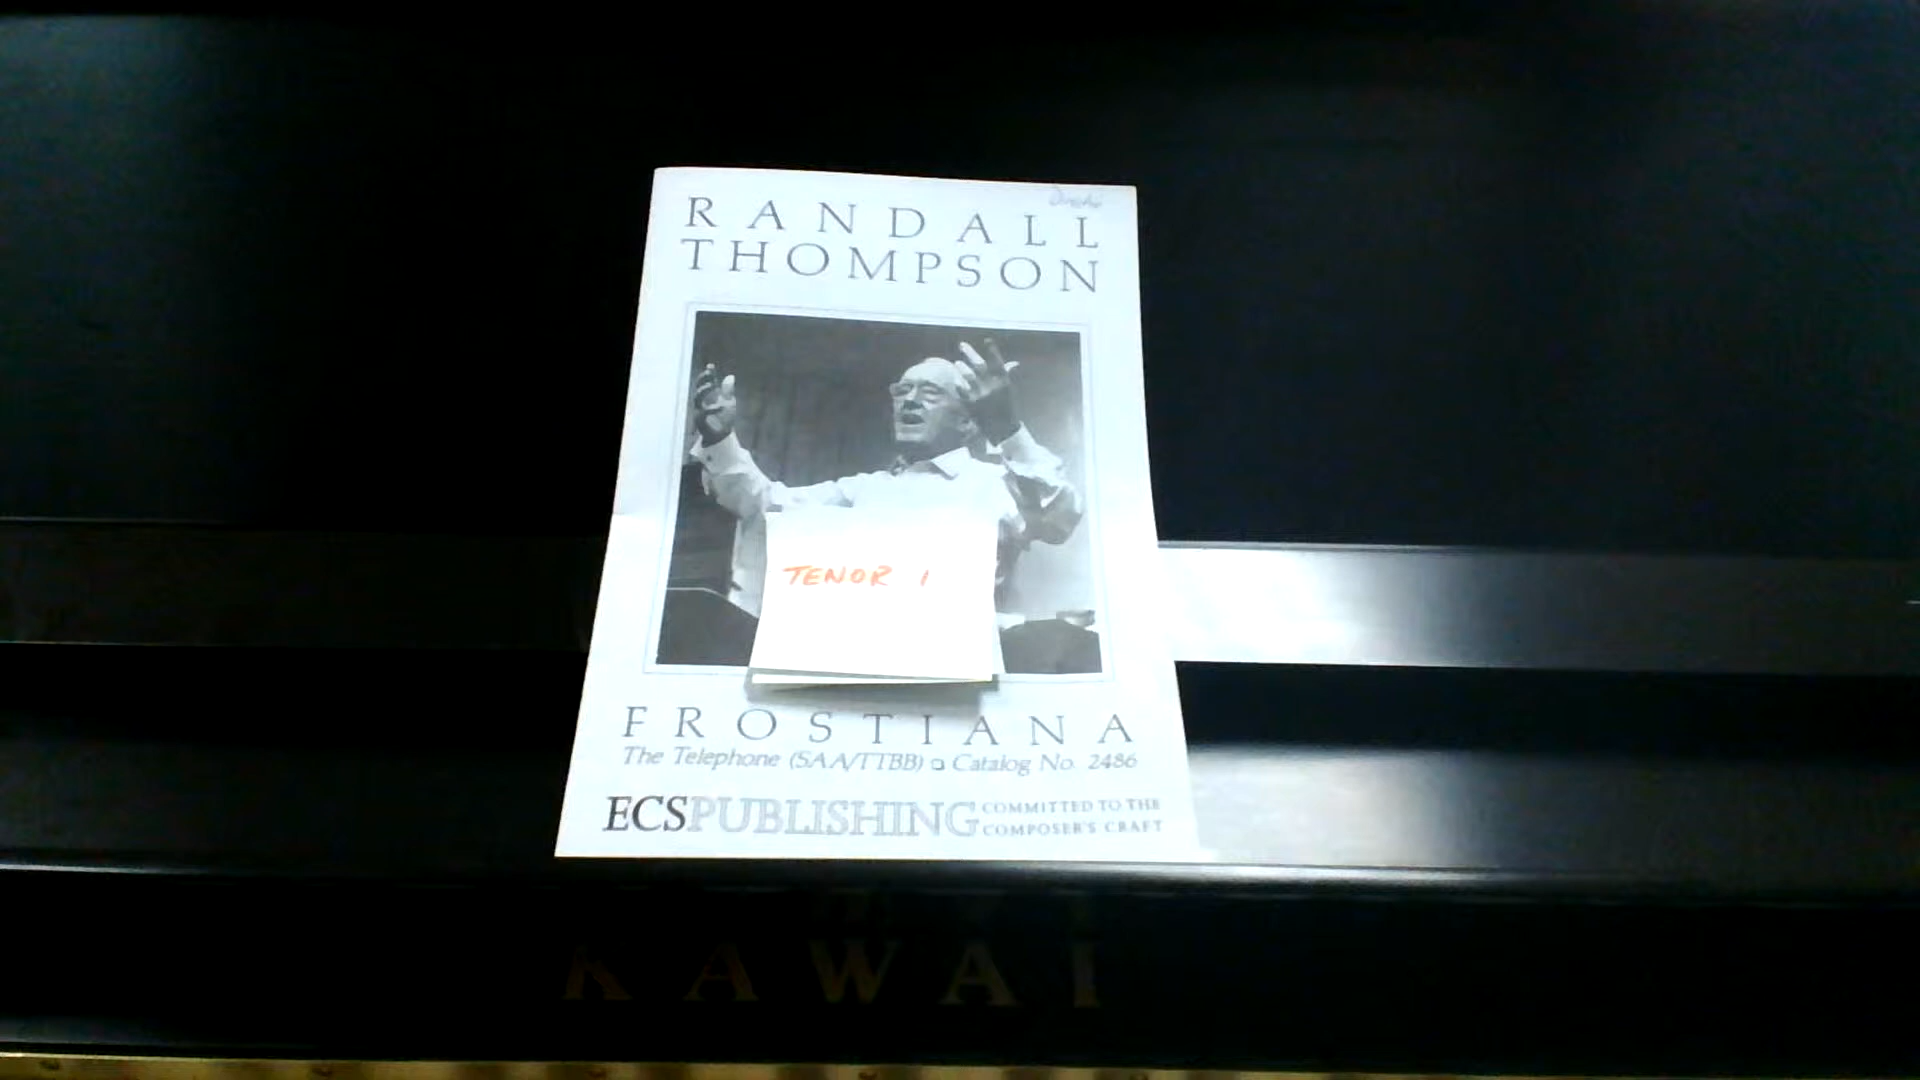 RANDALL
THOMPSON
TENOR 1
FROSTIANA
The Telephone (SAA/TTBB) ❏ Catalog No. 2486
ECSPUBLISHING COMMITTED TO THE
COMPOSER'S CRAFT
KAWAI